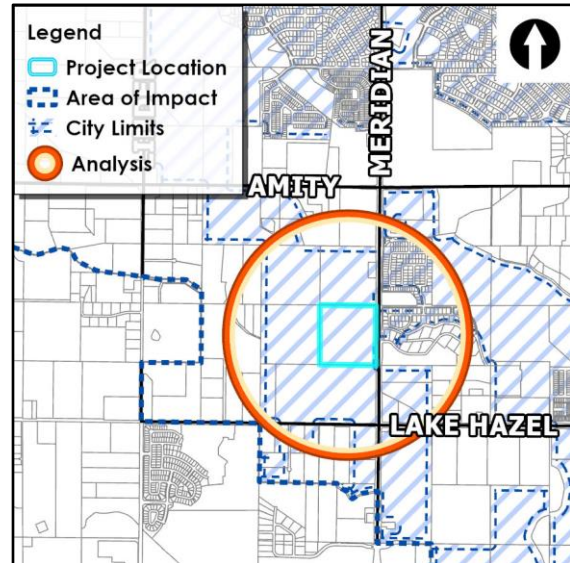 Legend
Project Location
Area of Impact
City Limits
Analysis
MERIDIAN
AMITY
LAKE HAZEL